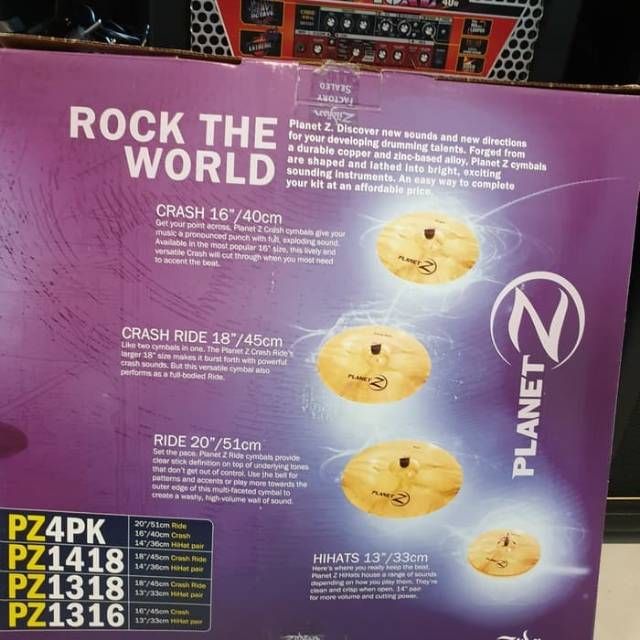 Zildjian
FACTORY
SEALED
ROCK THE
WORLD
Planet Z. Discover new sounds and new directions
for your developing drumming talents. Forged from
a durable copper and zinc-based alloy, Planet Z cymbals
are shaped and lathed into bright, exciting
sounding instruments. An easy way to complete
your kit at an affordable price.
CRASH 16"/40cm
Get your point across. Planet Z Crash cymbals give your
music a pronounced punch with full, exploding sound.
Available in the most popular 16" size, this lively and
versatile Crash will cut through when you most need
to accent the beat.
PLANET Z
CRASH RIDE 18"/45cm
Like two cymbals in one. The Planet Z Crash Ride's
larger 18" size makes it burst forth with powerful
crash sounds. But this versatile cymbal also
performs as a full-bodied Ride.
PLANET Z
PLANET Z
RIDE 20"/51cm
Set the pace. Planet Z Ride cymbals provide
clear stick definition on top of underlying tones
that don't get out of control. Use the bell for
patterns and accents or play more towards the
outer edge of this multi-faceted cymbal to
create a washy, high-volume wall of sound.
PLANET Z
HIHATS 13"/33cm
Here's where you really keep the beat.
Planet Z HiHats house a range of sounds
depending on how you play them. They're
clean and crisp when open. 14" pair
for more volume and cutting power.
PZ4PK 20"/51cm Ride
16"/40cm Crash
14"/36cm HiHat pair
PZ1418 18"/45cm Crash Ride
14"/36cm HiHat pair
PZ1318 18"/45cm Crash Ride
13"/33cm HiHat pair
PZ1316 16"/45cm Crash
13"/33cm HiHat pair